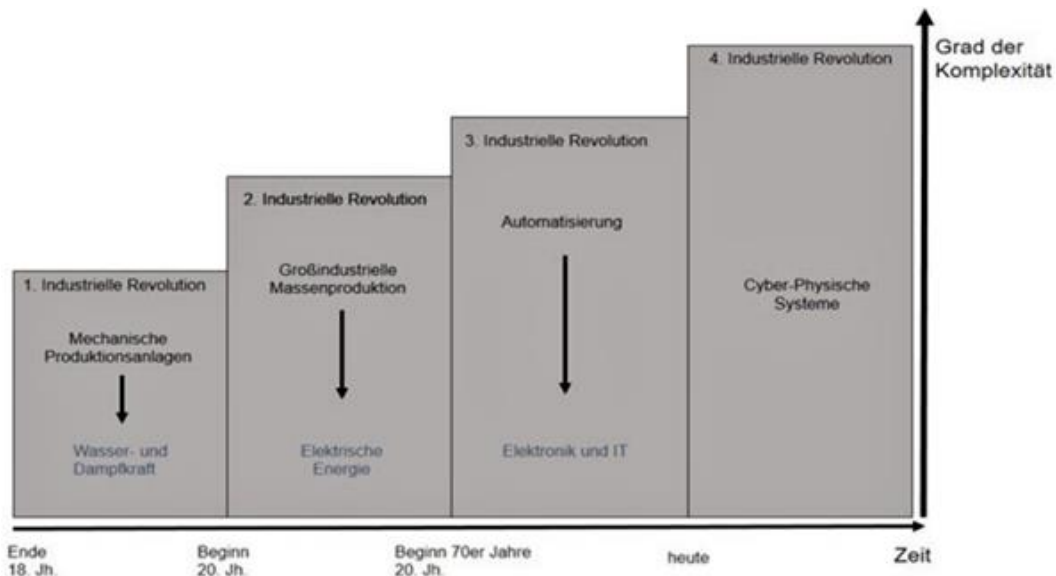 Grad der
Komplexität
4. Industrielle Revolution
3. Industrielle Revolution
2. Industrielle Revolution
Automatisierung
Großindustrielle
Massenproduktion
1. Industrielle Revolution
Cyber-Physische
Systeme
Mechanische
Produktionsanlagen
Wasser- und
Dampfkraft
Elektrische
Energie
Elektronik und IT
Ende
18. Jh.
Beginn
20. Jh.
Beginn 70er Jahre
20. Jh.
heute
Zeit